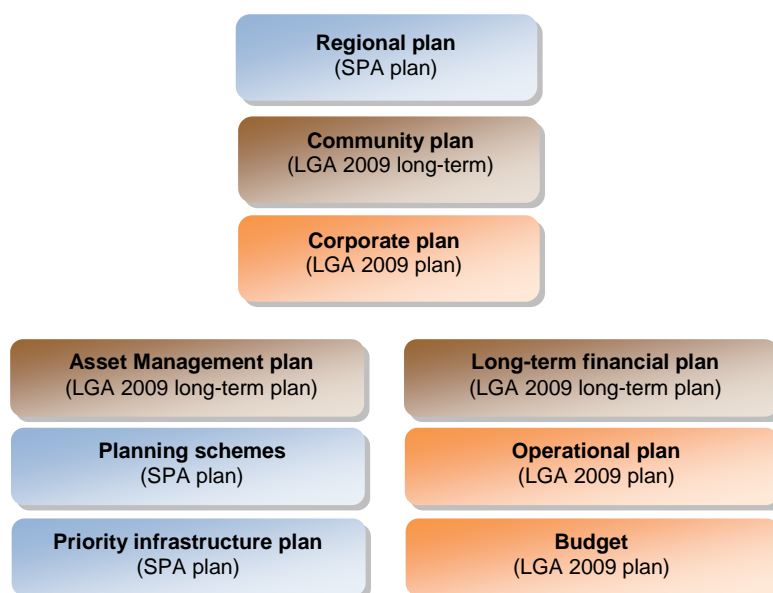 Regional plan
(SPA plan)
Community plan
(LGA 2009 long-term)
Corporate plan
(LGA 2009 plan)
Asset Management plan
(LGA 2009 long-term plan)
Planning schemes
(SPA plan)
Priority infrastructure plan
(SPA plan)
Long-term financial plan
(LGA 2009 long-term plan)
Operational plan
(LGA 2009 plan)
Budget
(LGA 2009 plan)